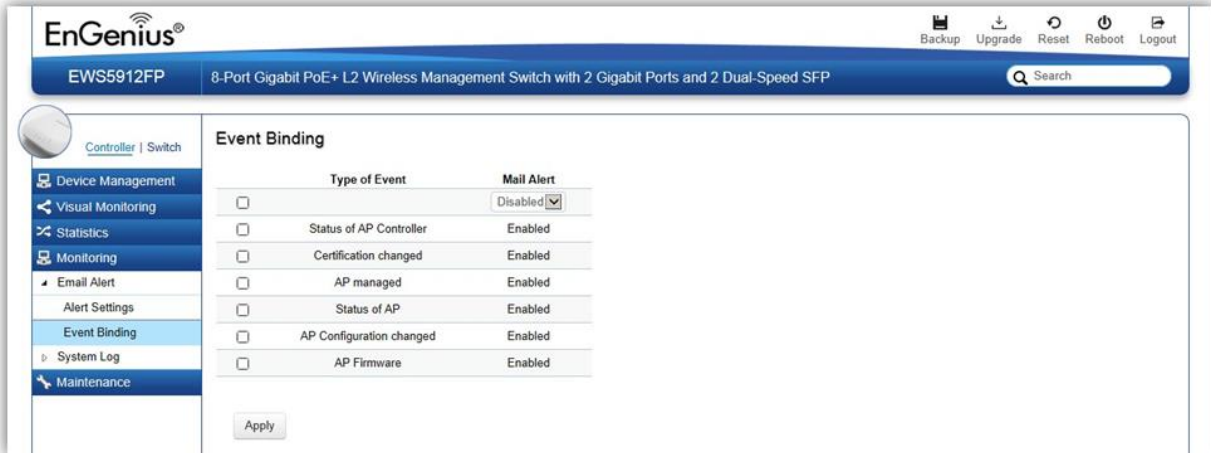 EnGenius®
Backup Upgrade Reset Reboot Logout
EWS5912FP 8-Port Gigabit PoE+ L2 Wireless Management Switch with 2 Gigabit Ports and 2 Dual-Speed SFP Search
Controller | Switch
Device Management
Visual Monitoring
Statistics
Monitoring
Email Alert
Alert Settings
Event Binding
System Log
Maintenance
Event Binding
Type of Event Mail Alert
Disabled
Status of AP Controller Enabled
Certification changed Enabled
AP managed Enabled
Status of AP Enabled
AP Configuration changed Enabled
AP Firmware Enabled
Apply